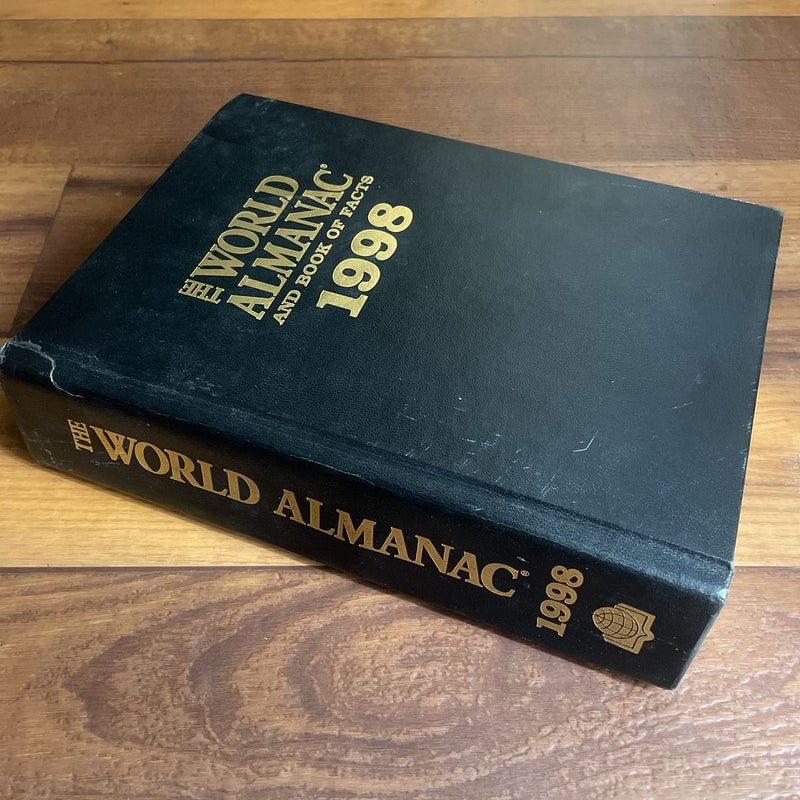 THE
WORLD
ALMANAC®
AND BOOK OF FACTS
1998
THE WORLD ALMANAC® 1998